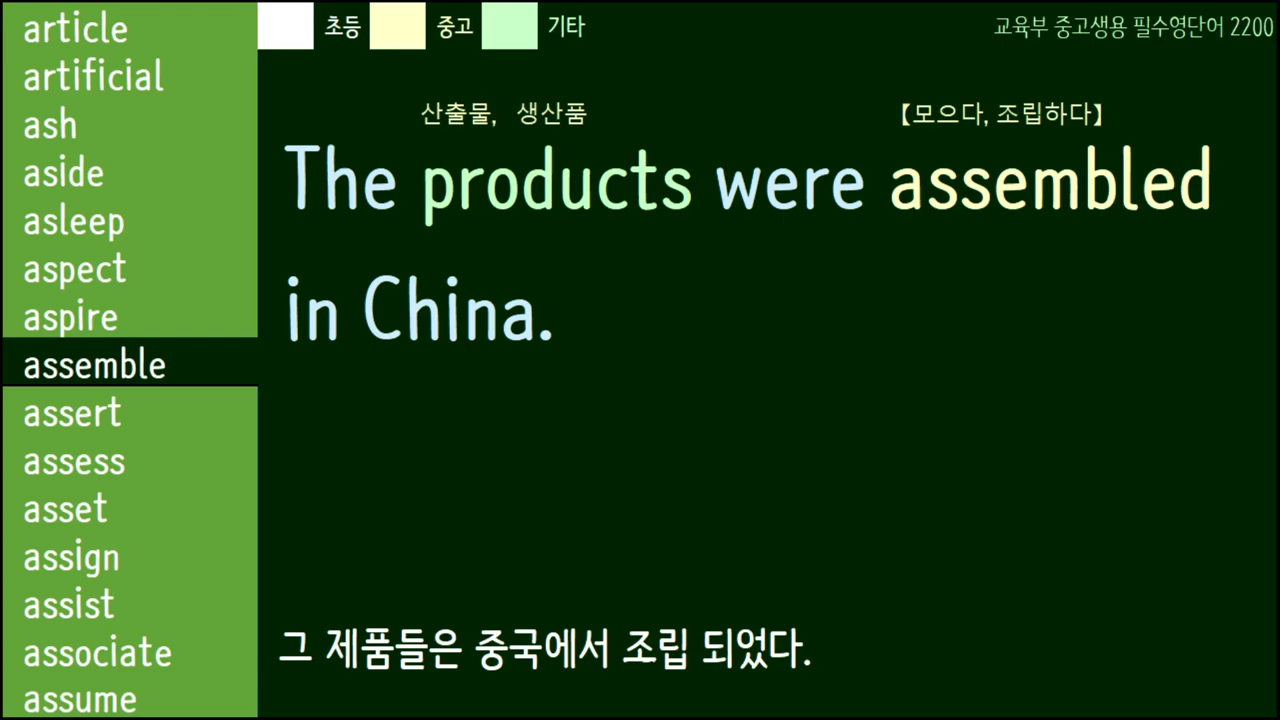 article
artificial
ash
aside
asleep
aspect
aspire
assemble
assert
assess
asset
assign
assist
associate
assume
초등 중고 기타
교육부 중고생용 필수영단어 2200
산출물, 생산품 【모으다, 조립하다】
The products were assembled
in China.
그 제품들은 중국에서 조립 되었다.